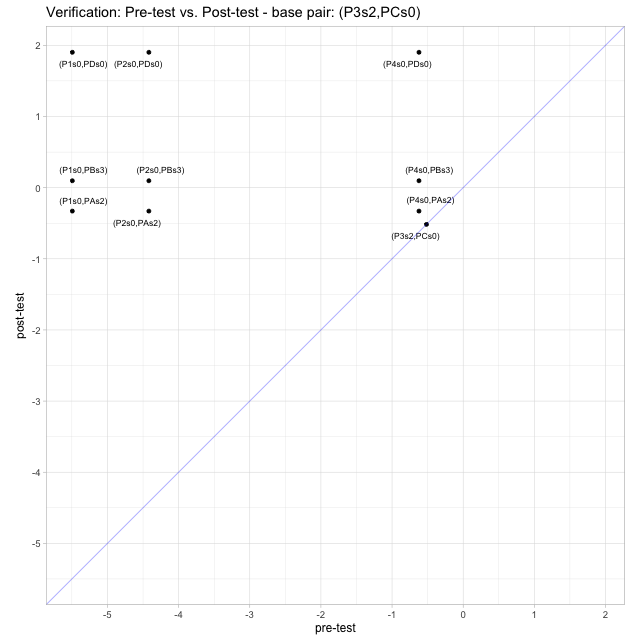 Verification: Pre-test vs. Post-test - base pair: (P3s2,PCs0)
2
(P1s0,PDs0) (P2s0,PDs0) (P4s0,PDs0)
1
(P1s0,PBs3) (P2s0,PBs3) (P4s0,PBs3)
0
(P1s0,PAs2) (P4s0,PAs2)
(P2s0,PAs2)
(P3s2,PCs0)
-1
-2
post-test
-3
-4
-5
-5 -4 -3 -2 -1 0 1 2
pre-test